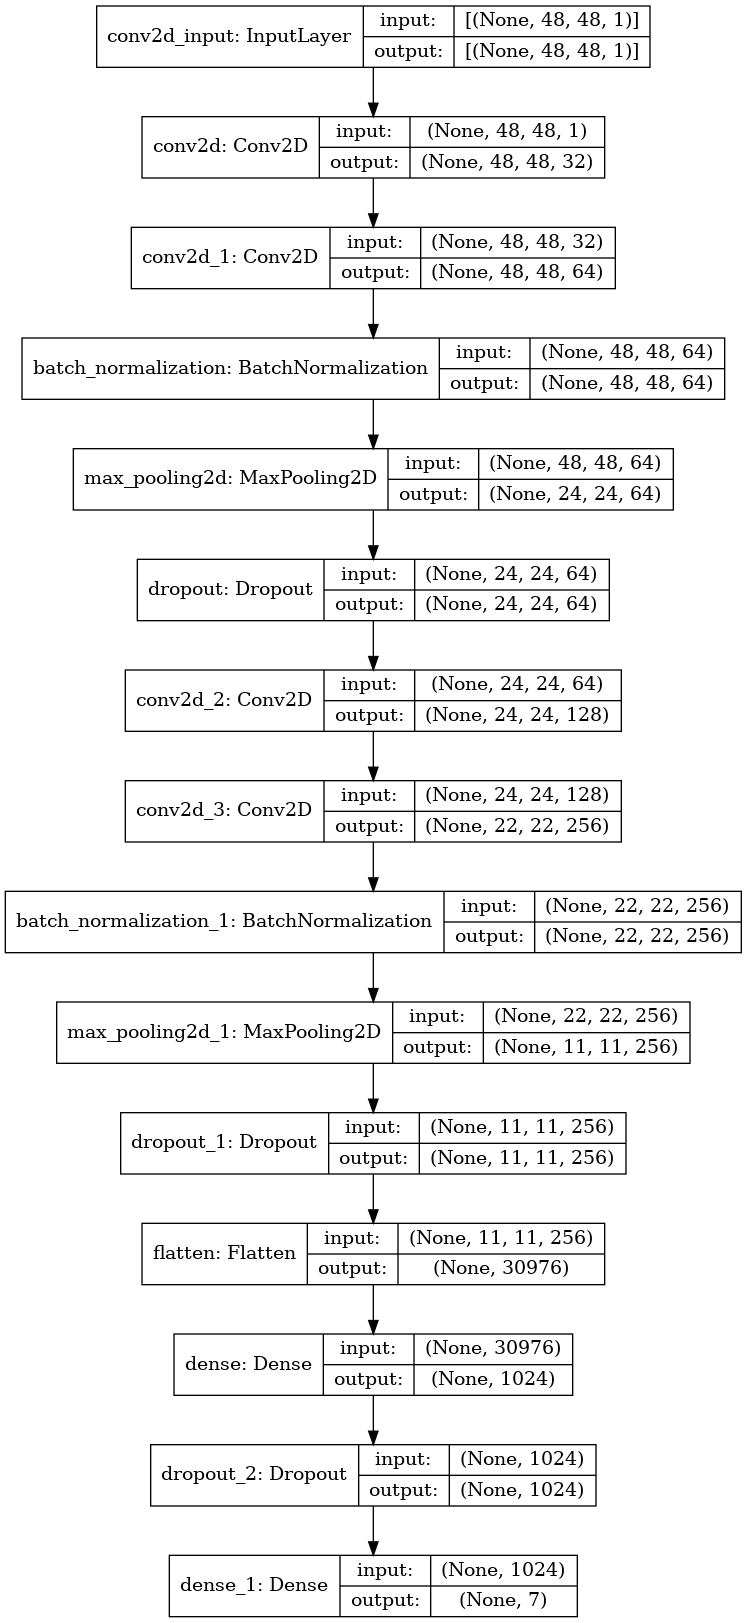 conv2d_input: InputLayer
input: [(None, 48, 48, 1)]
output: [(None, 48, 48, 1)]
conv2d: Conv2D
input: (None, 48, 48, 1)
output: (None, 48, 48, 32)
conv2d_1: Conv2D
input: (None, 48, 48, 32)
output: (None, 48, 48, 64)
batch_normalization: BatchNormalization
input: (None, 48, 48, 64)
output: (None, 48, 48, 64)
max_pooling2d: MaxPooling2D
input: (None, 48, 48, 64)
output: (None, 24, 24, 64)
dropout: Dropout
input: (None, 24, 24, 64)
output: (None, 24, 24, 64)
conv2d_2: Conv2D
input: (None, 24, 24, 64)
output: (None, 24, 24, 128)
conv2d_3: Conv2D
input: (None, 24, 24, 128)
output: (None, 22, 22, 256)
batch_normalization_1: BatchNormalization
input: (None, 22, 22, 256)
output: (None, 22, 22, 256)
max_pooling2d_1: MaxPooling2D
input: (None, 22, 22, 256)
output: (None, 11, 11, 256)
dropout_1: Dropout
input: (None, 11, 11, 256)
output: (None, 11, 11, 256)
flatten: Flatten
input: (None, 11, 11, 256)
output: (None, 30976)
dense: Dense
input: (None, 30976)
output: (None, 1024)
dropout_2: Dropout
input: (None, 1024)
output: (None, 1024)
dense_1: Dense
input: (None, 1024)
output: (None, 7)